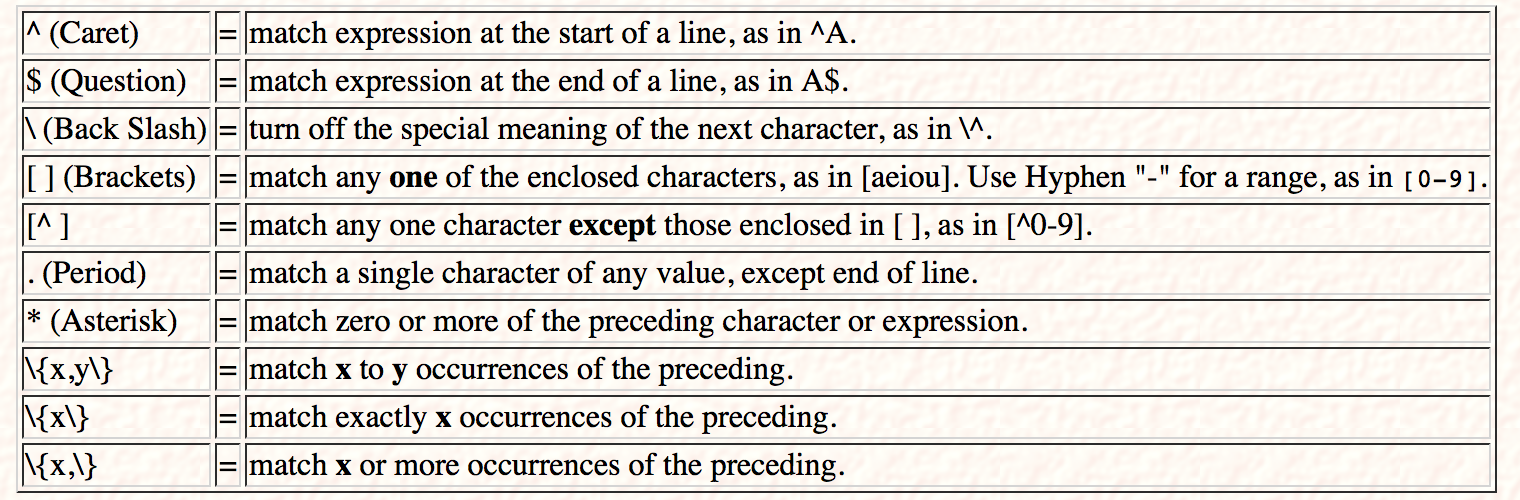 ^ (Caret) = match expression at the start of a line, as in ^A.
$ (Question) = match expression at the end of a line, as in A$.
\ (Back Slash) = turn off the special meaning of the next character, as in \^.
[ ] (Brackets) = match any one of the enclosed characters, as in [aeiou]. Use Hyphen "-" for a range, as in [0-9].
[^ ] = match any one character except those enclosed in [ ], as in [^0-9].
. (Period) = match a single character of any value, except end of line.
* (Asterisk) = match zero or more of the preceding character or expression.
\{x,y\} = match x to y occurrences of the preceding.
\{x\} = match exactly x occurrences of the preceding.
\{x,\} = match x or more occurrences of the preceding.